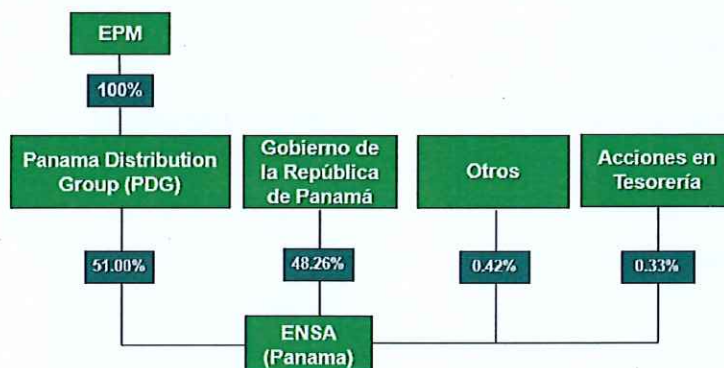 EPM
100%
Panama Distribution
Group (PDG)
Gobierno de
la República
de Panamá
Otros
Acciones en
Tesorería
51.00%
48.26%
0.42%
0.33%
ENSA
(Panama)